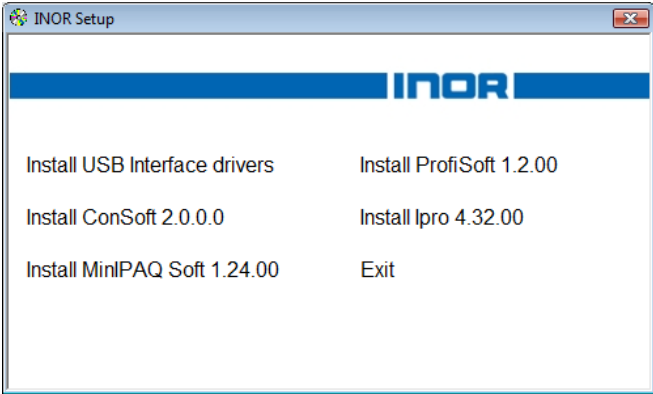 INOR Setup
INOR
Install USB Interface drivers
Install ProfiSoft 1.2.00
Install ConSoft 2.0.0.0
Install Ipro 4.32.00
Install MinIPAQ Soft 1.24.00
Exit